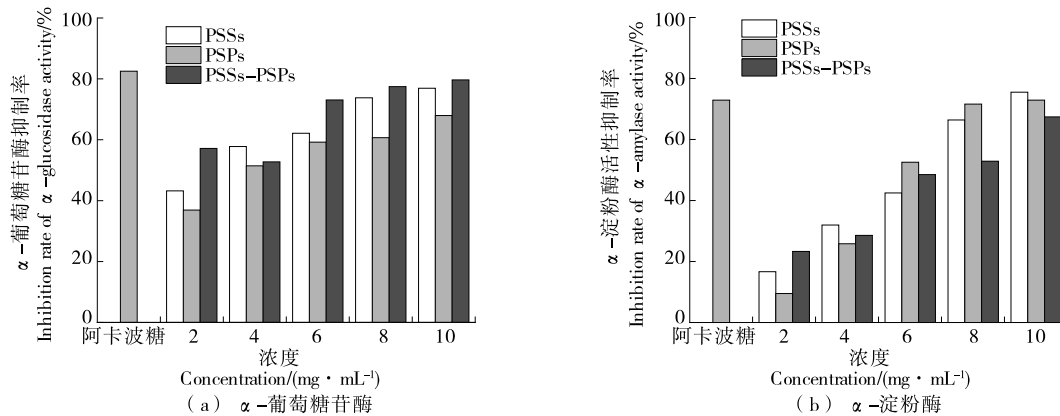 α-葡萄糖苷酶抑制率
Inhibition rate of α-glucosidase activity/%
100
80
60
40
20
0
PSSs
PSPs
PSSs-PSPs
阿卡波糖 2 4 6 8 10
浓度
Concentration/(mg·mL⁻¹)
(a) α-葡萄糖苷酶
α-淀粉酶活性抑制率
Inhibition rate of α-amylase activity/%
100
80
60
40
20
0
PSSs
PSPs
PSSs-PSPs
阿卡波糖 2 4 6 8 10
浓度
Concentration/(mg·mL⁻¹)
(b) α-淀粉酶